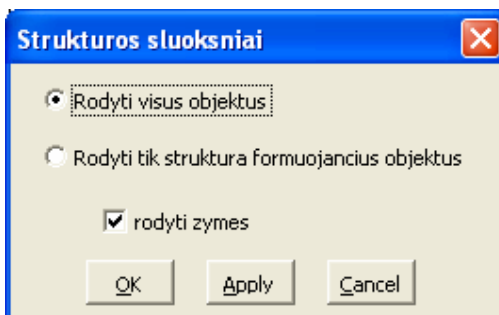 Strukturos sluoksniai
Rodyti visus objektus
Rodyti tik struktura formuojancius objektus
rodyti zymes
OK Apply Cancel